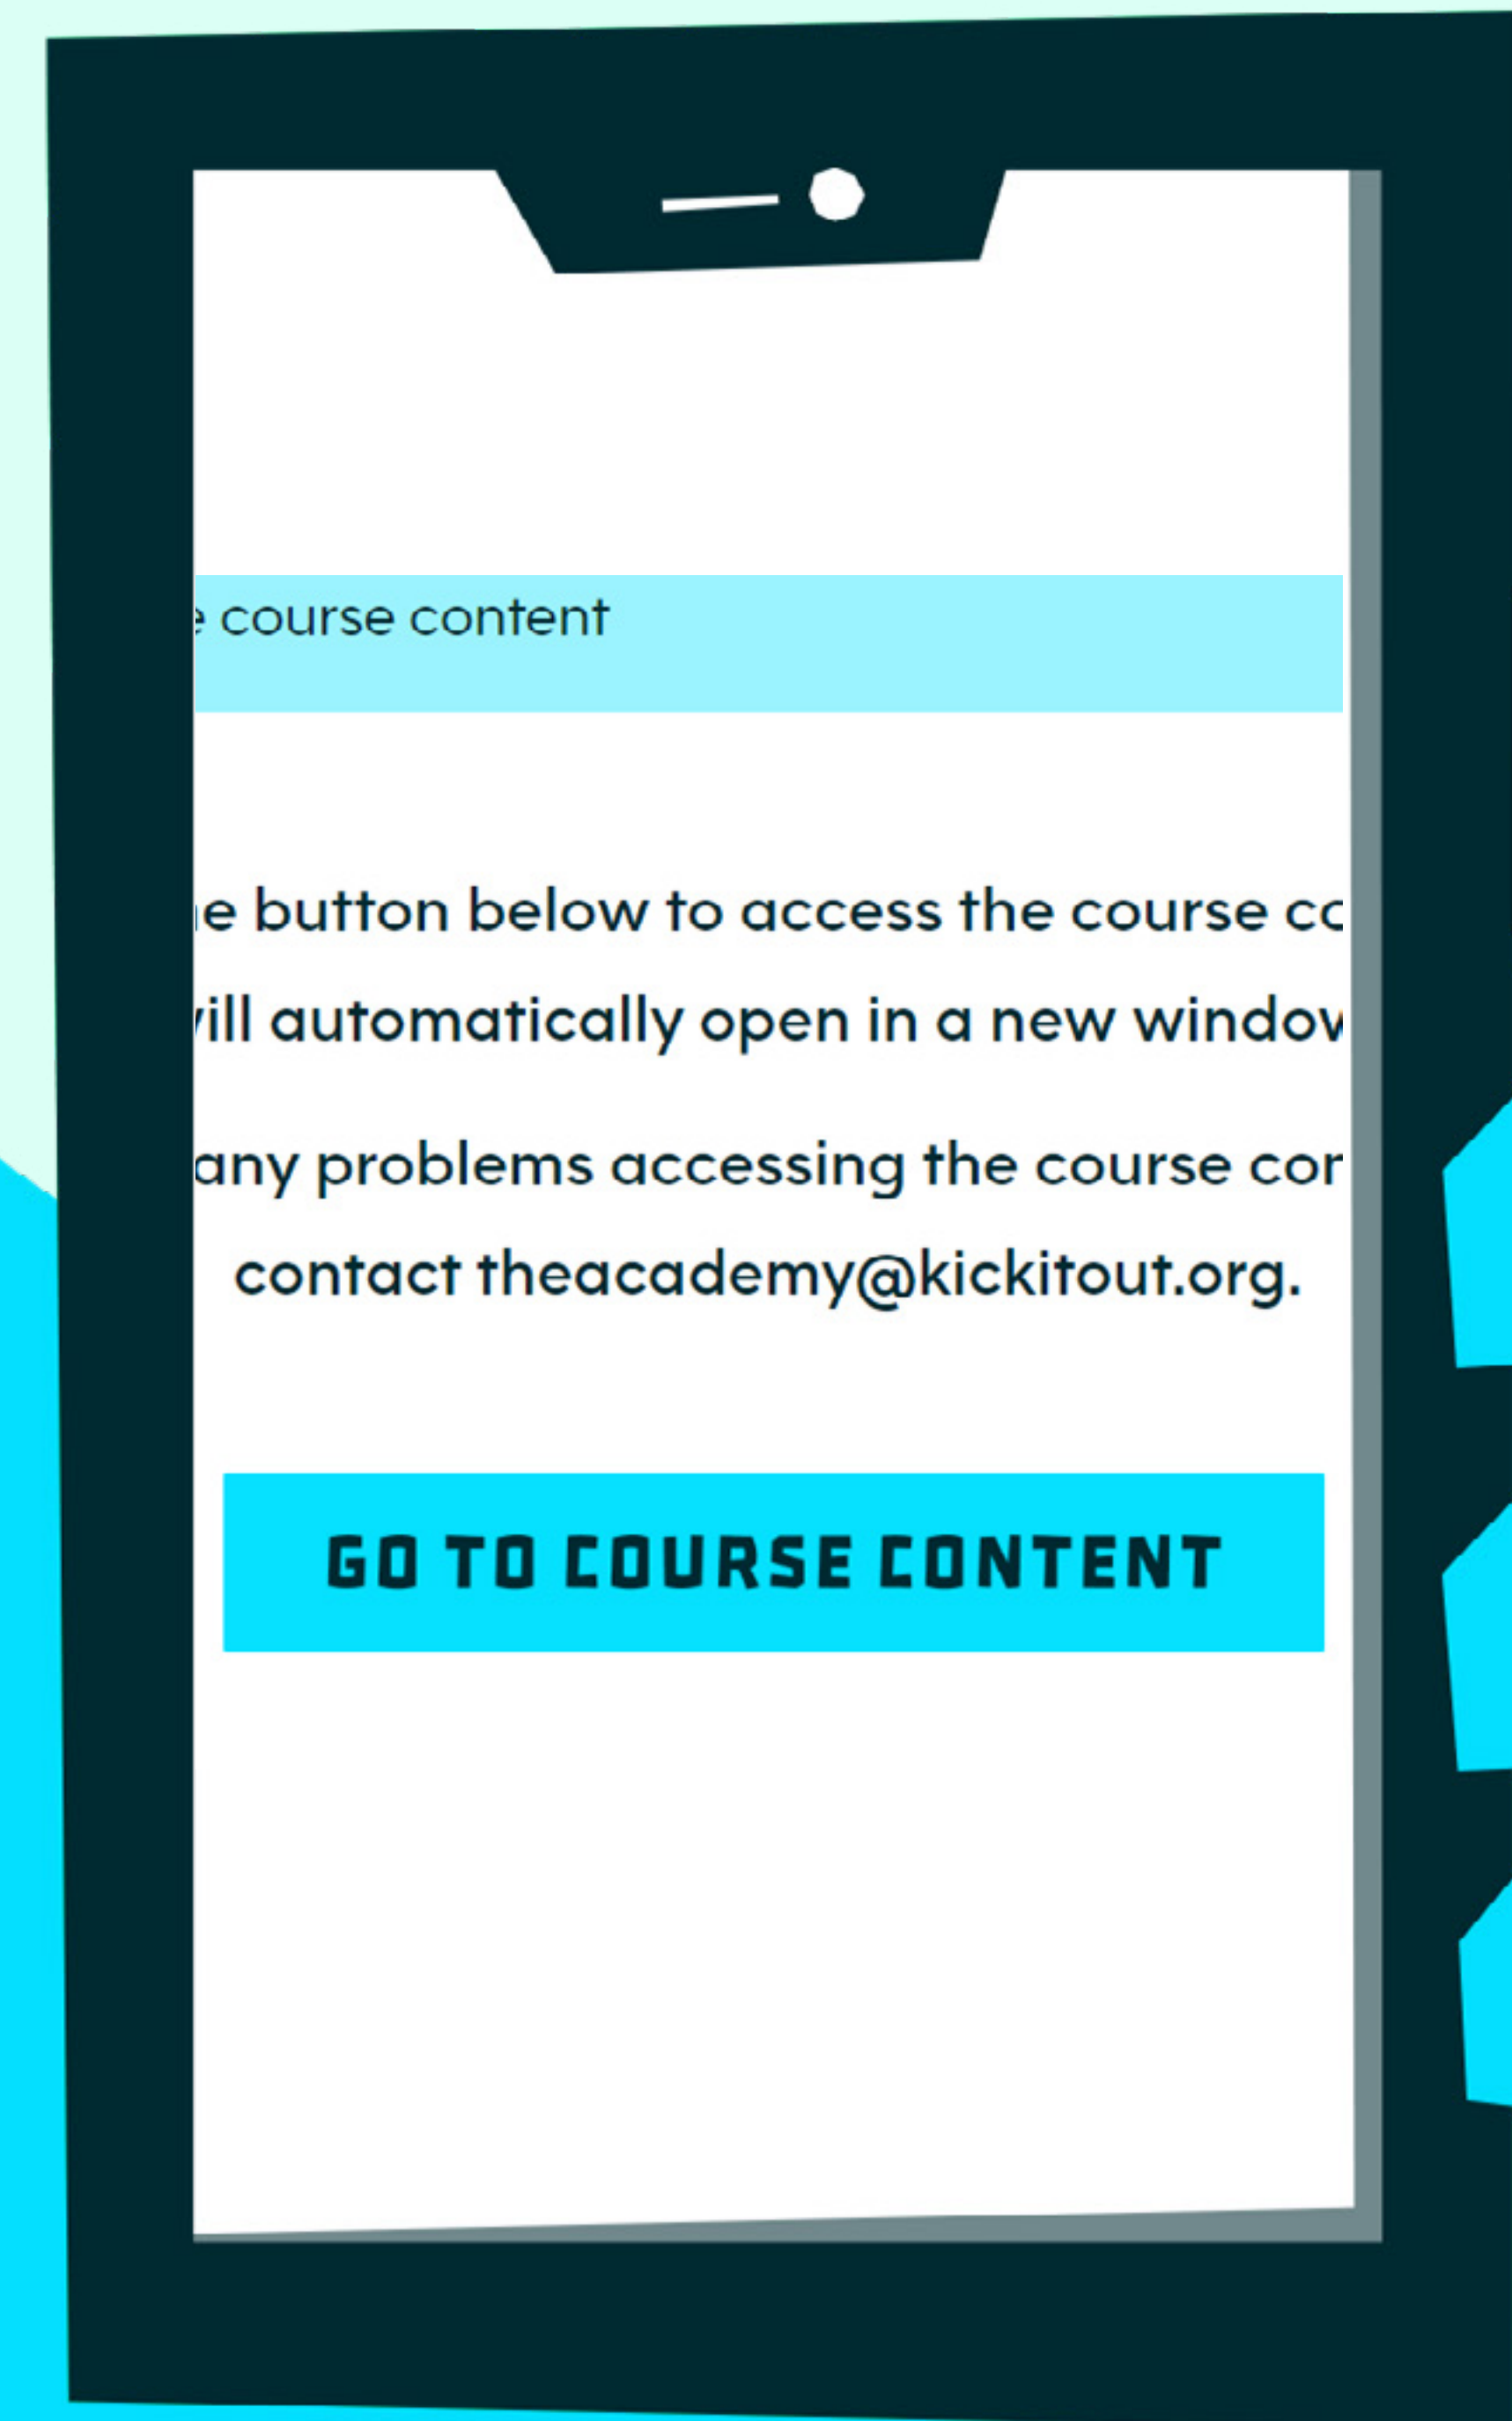 course content
button below to access the course
automatically open in a new
any problems accessing the course
contact theacademy@kickitout.org.
GO TO COURSE CONTENT